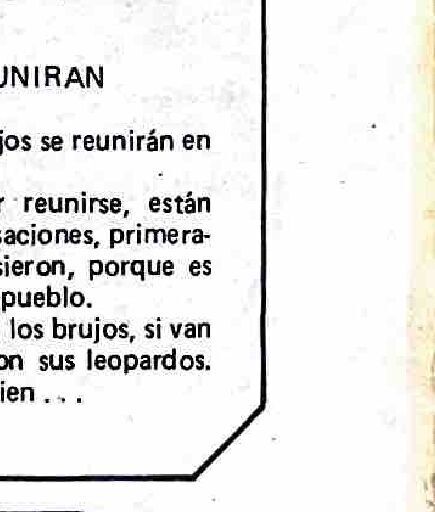 UNIRAN
jos se reunirán en
r reunirse, están
saciones, primera-
sieron, porque es
pueblo.
los brujos, si van
on sus leopardos.
ien . . .